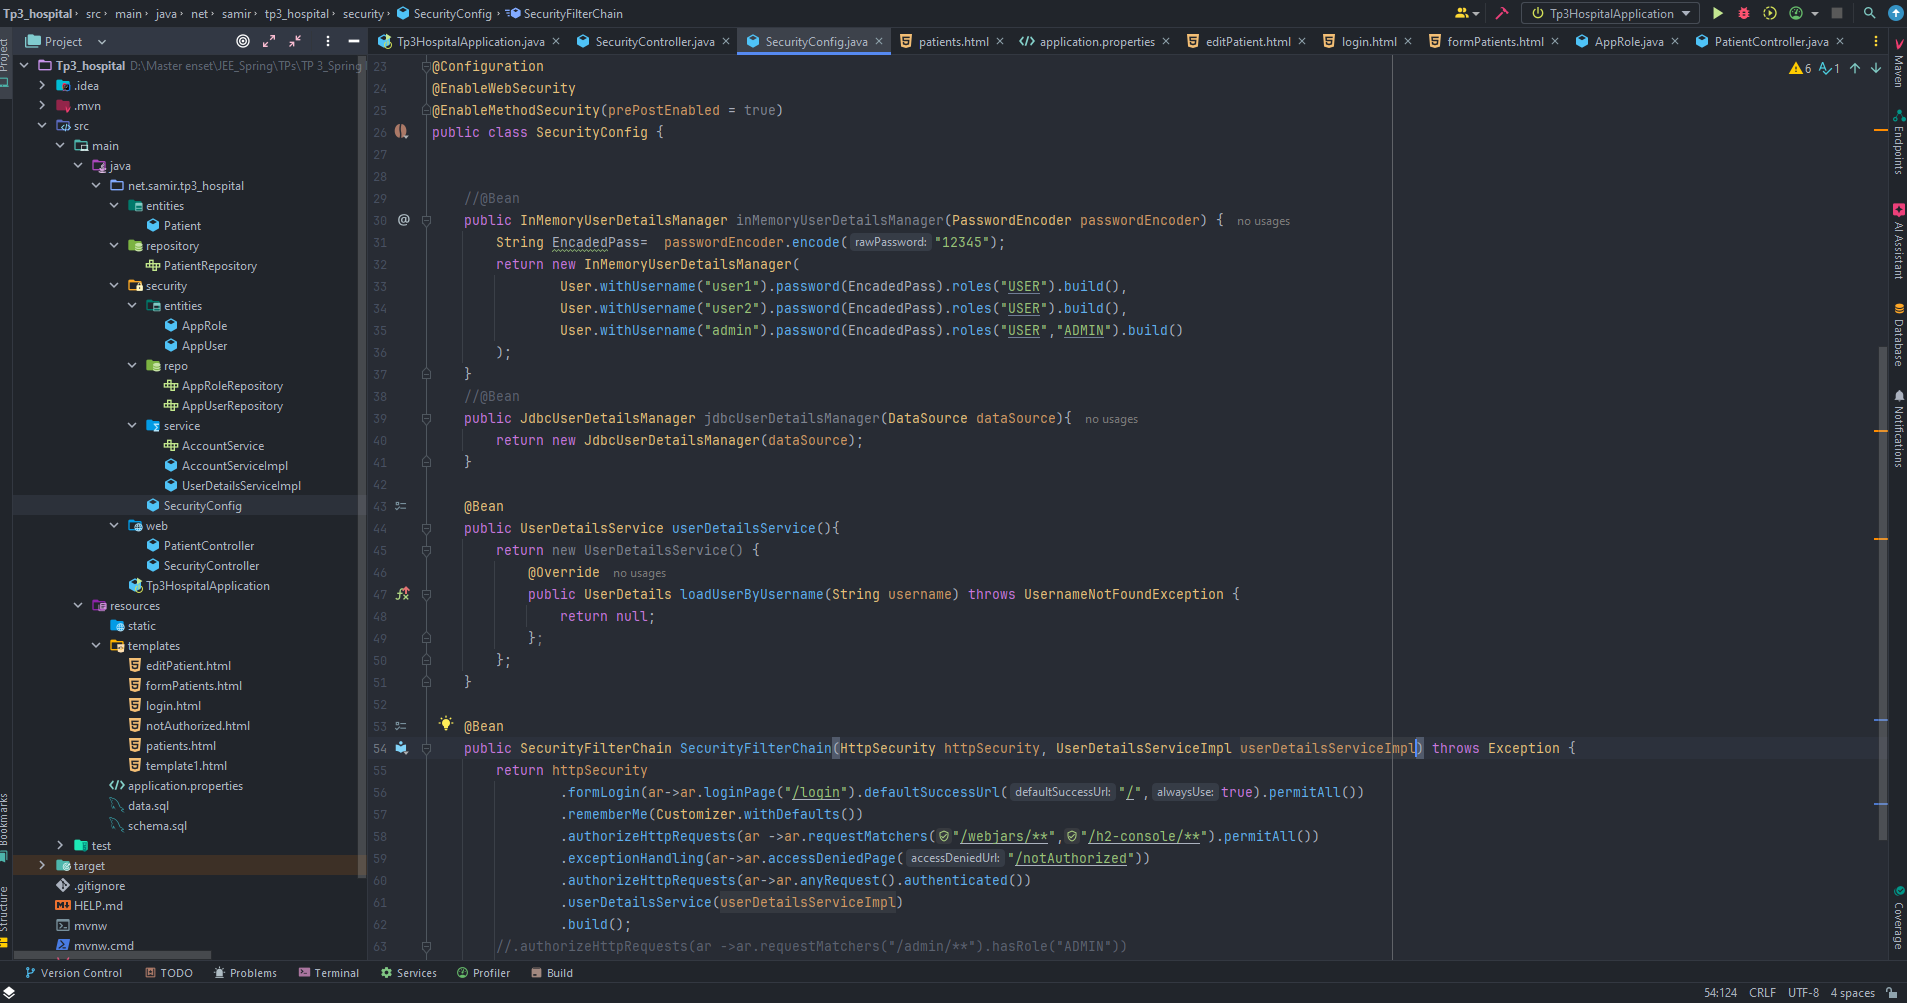 Tp3_hospital › src › main › java › net › samir › tp3_hospital › security › SecurityConfig › SecurityFilterChain
Tp3HospitalApplication
Project
Tp3HospitalApplication.java
SecurityController.java
SecurityConfig.java
patients.html
application.properties
editPatient.html
login.html
formPatients.html
AppRole.java
PatientController.java
Project
Bookmarks
Structure
Tp3_hospital D:\Master enset\JEE_Spring\TPs\TP 3_Spring
.idea
.mvn
src
main
java
net.samir.tp3_hospital
entities
Patient
repository
PatientRepository
security
entities
AppRole
AppUser
repo
AppRoleRepository
AppUserRepository
service
AccountService
AccountServiceImpl
UserDetailsServiceImpl
SecurityConfig
web
PatientController
SecurityController
Tp3HospitalApplication
resources
static
templates
editPatient.html
formPatients.html
login.html
notAuthorized.html
patients.html
template1.html
application.properties
data.sql
schema.sql
test
target
.gitignore
HELP.md
mvnw
mvnw.cmd
6 1
23 @Configuration
24 @EnableWebSecurity
25 @EnableMethodSecurity(prePostEnabled = true)
26 public class SecurityConfig {
27
28
29 //@Bean
30 public InMemoryUserDetailsManager inMemoryUserDetailsManager(PasswordEncoder passwordEncoder) { no usages
31 String EncadedPass= passwordEncoder.encode( rawPassword: "12345");
32 return new InMemoryUserDetailsManager(
33 User.withUsername("user1").password(EncadedPass).roles("USER").build(),
34 User.withUsername("user2").password(EncadedPass).roles("USER").build(),
35 User.withUsername("admin").password(EncadedPass).roles("USER","ADMIN").build()
36 );
37 }
38 //@Bean
39 public JdbcUserDetailsManager jdbcUserDetailsManager(DataSource dataSource){ no usages
40 return new JdbcUserDetailsManager(dataSource);
41 }
42
43 @Bean
44 public UserDetailsService userDetailsService(){
45 return new UserDetailsService() {
46 @Override no usages
47 public UserDetails loadUserByUsername(String username) throws UsernameNotFoundException {
48 return null;
49 };
50 };
51 }
52
53 @Bean
54 public SecurityFilterChain SecurityFilterChain(HttpSecurity httpSecurity, UserDetailsServiceImpl userDetailsServiceImpl) throws Exception {
55 return httpSecurity
56 .formLogin(ar->ar.loginPage("/login").defaultSuccessUrl( defaultSuccessUrl: "/", alwaysUse: true).permitAll())
57 .rememberMe(Customizer.withDefaults())
58 .authorizeHttpRequests(ar ->ar.requestMatchers("/webjars/**","/h2-console/**").permitAll())
59 .exceptionHandling(ar->ar.accessDeniedPage( accessDeniedUrl: "/notAuthorized"))
60 .authorizeHttpRequests(ar->ar.anyRequest().authenticated())
61 .userDetailsService(userDetailsServiceImpl)
62 .build();
63 //.authorizeHttpRequests(ar ->ar.requestMatchers("/admin/**").hasRole("ADMIN"))
Maven
Endpoints
AI Assistant
Database
Notifications
Coverage
Version Control
TODO
Problems
Terminal
Services
Profiler
Build
54:124 CRLF UTF-8 4 spaces